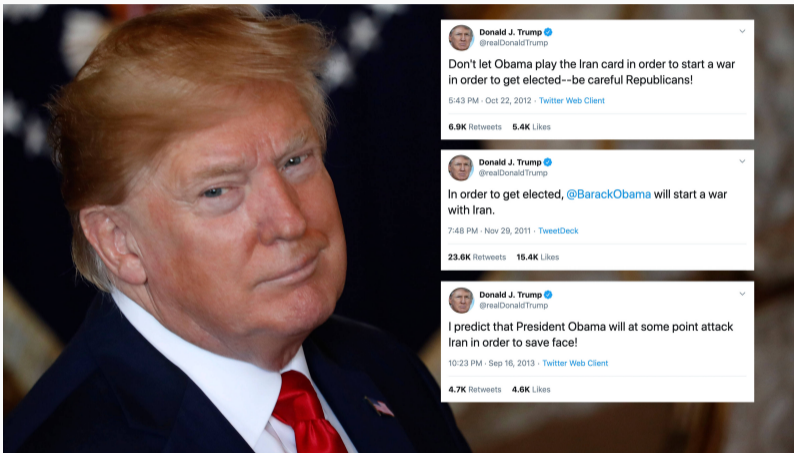 Donald J. Trump
@realDonaldTrump
Don't let Obama play the Iran card in order to start a war
in order to get elected--be careful Republicans!
5:43 PM · Oct 22, 2012 · Twitter Web Client
6.9K Retweets 5.4K Likes
Donald J. Trump
@realDonaldTrump
In order to get elected, @BarackObama will start a war
with Iran.
7:48 PM · Nov 29, 2011 · TweetDeck
23.6K Retweets 15.4K Likes
Donald J. Trump
@realDonaldTrump
I predict that President Obama will at some point attack
Iran in order to save face!
10:23 PM · Sep 16, 2013 · Twitter Web Client
4.7K Retweets 4.6K Likes